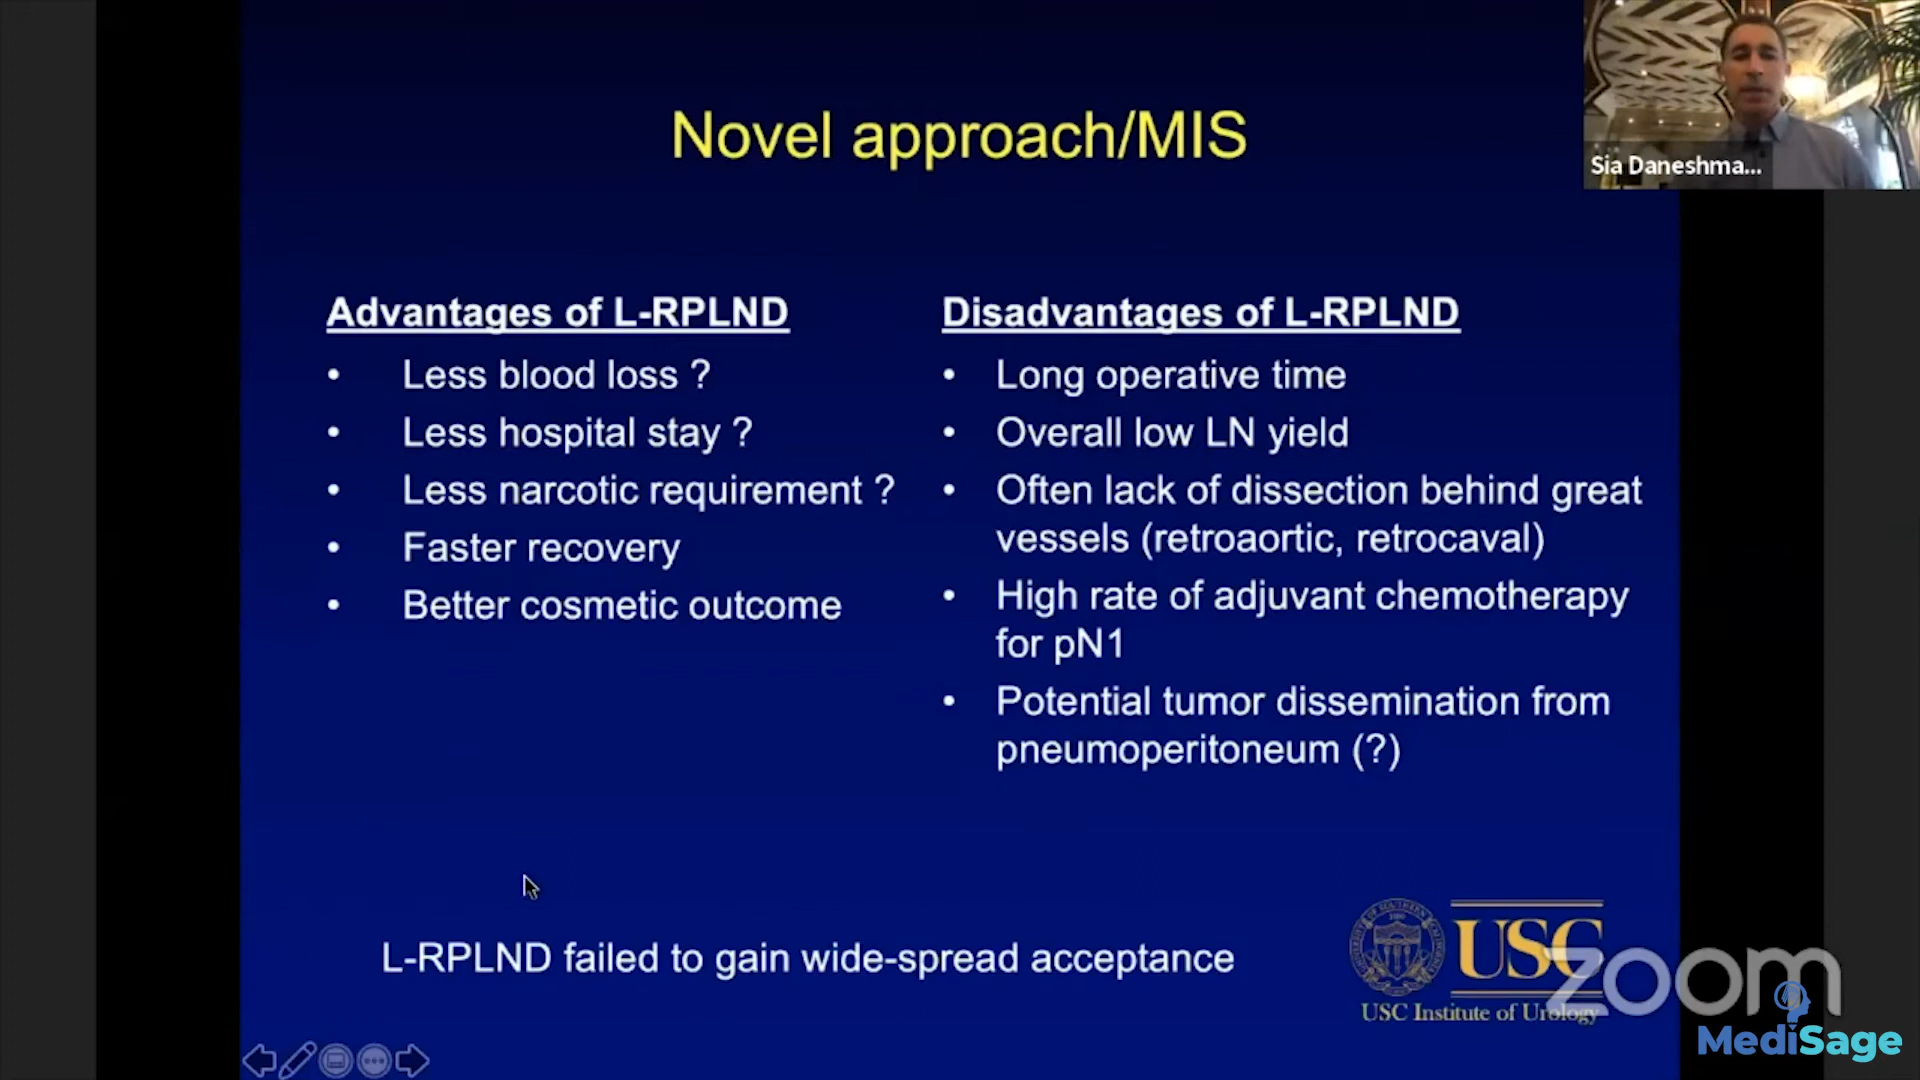 Novel approach/MIS
Sia Daneshma...
Advantages of L-RPLND
• Less blood loss ?
• Less hospital stay ?
• Less narcotic requirement ?
• Faster recovery
• Better cosmetic outcome
Disadvantages of L-RPLND
• Long operative time
• Overall low LN yield
• Often lack of dissection behind great
vessels (retroaortic, retrocaval)
• High rate of adjuvant chemotherapy
for pN1
• Potential tumor dissemination from
pneumoperitoneum (?)
L-RPLND failed to gain wide-spread acceptance
USC
USC Institute of Urology
zoom
MediSage